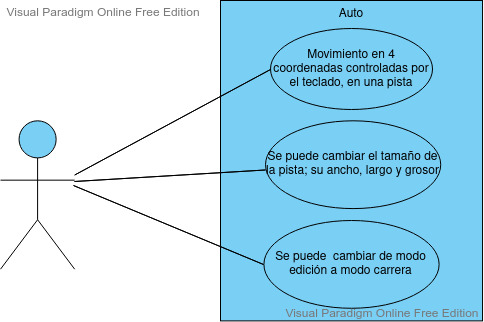 Visual Paradigm Online Free Edition
Auto
Movimiento en 4
coordenadas controladas por
el teclado, en una pista
Se puede cambiar el tamaño de
la pista; su ancho, largo y grosor
Se puede cambiar de modo
edición a modo carrera
Visual Paradigm Online Free Edition